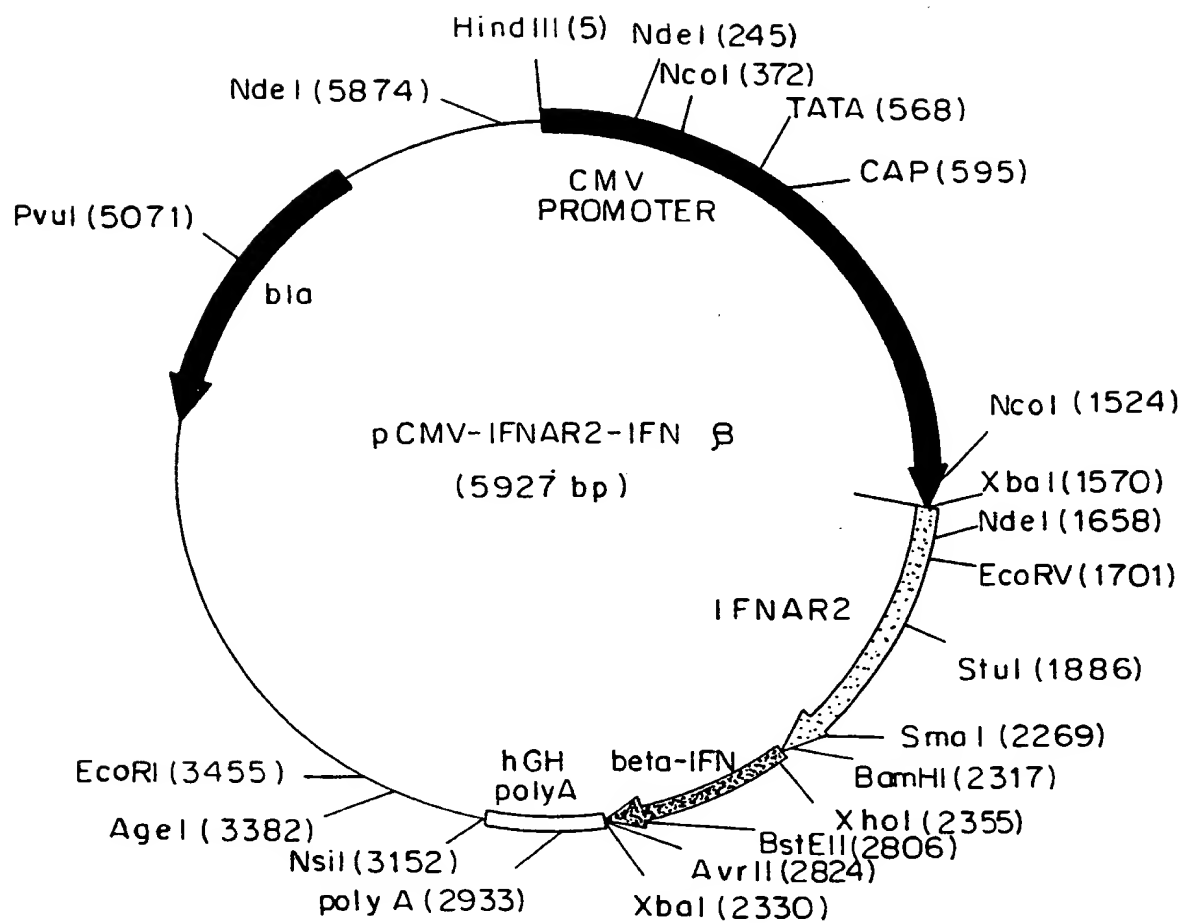 HindIII (5)
NdeI (245)
NcoI (372)
NdeI (5874)
TATA (568)
CAP (595)
CMV
PROMOTER
PvuI (5071)
bla
NcoI (1524)
pCMV-IFNAR2-IFN β
(5927 bp)
XbaI (1570)
NdeI (1658)
EcoRV (1701)
IFNAR2
StuI (1886)
SmaI (2269)
hGH
polyA
beta-IFN
EcoRI (3455)
BamHI (2317)
AgeI (3382)
XhoI (2355)
BstEII (2806)
NsiI (3152)
AvrII (2824)
poly A (2933)
XbaI (2330)